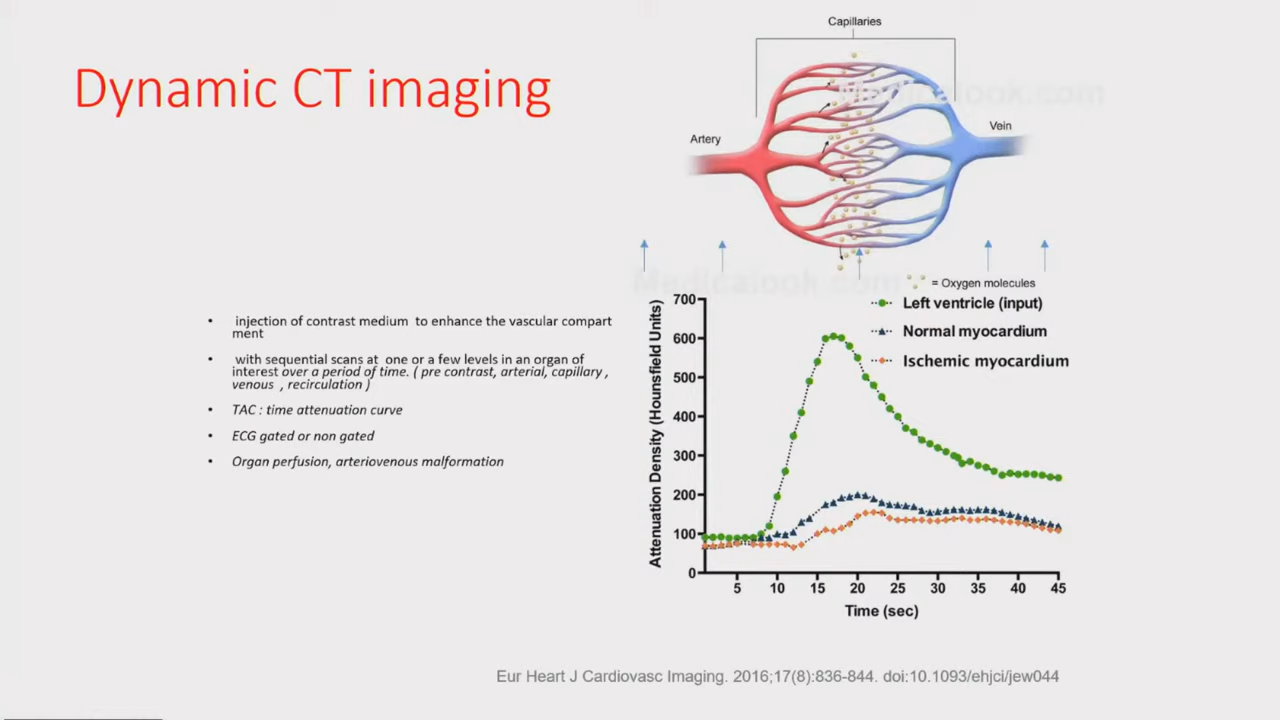 Dynamic CT imaging
• injection of contrast medium to enhance the vascular compart
ment
• with sequential scans at one or a few levels in an organ of
interest over a period of time. ( pre contrast, arterial, capillary ,
venous , recirculation )
• TAC : time attenuation curve
• ECG gated or non gated
• Organ perfusion, arteriovenous malformation
Capillaries
Artery
Vein
Medicalook.com
Medicalook.com
= Oxygen molecules
Left ventricle (input)
Normal myocardium
Ischemic myocardium
Attenuation Density (Hounsfield Units)
700
600
500
400
300
200
100
0
5 10 15 20 25 30 35 40 45
Time (sec)
Eur Heart J Cardiovasc Imaging. 2016;17(8):836-844. doi:10.1093/ehjci/jew044